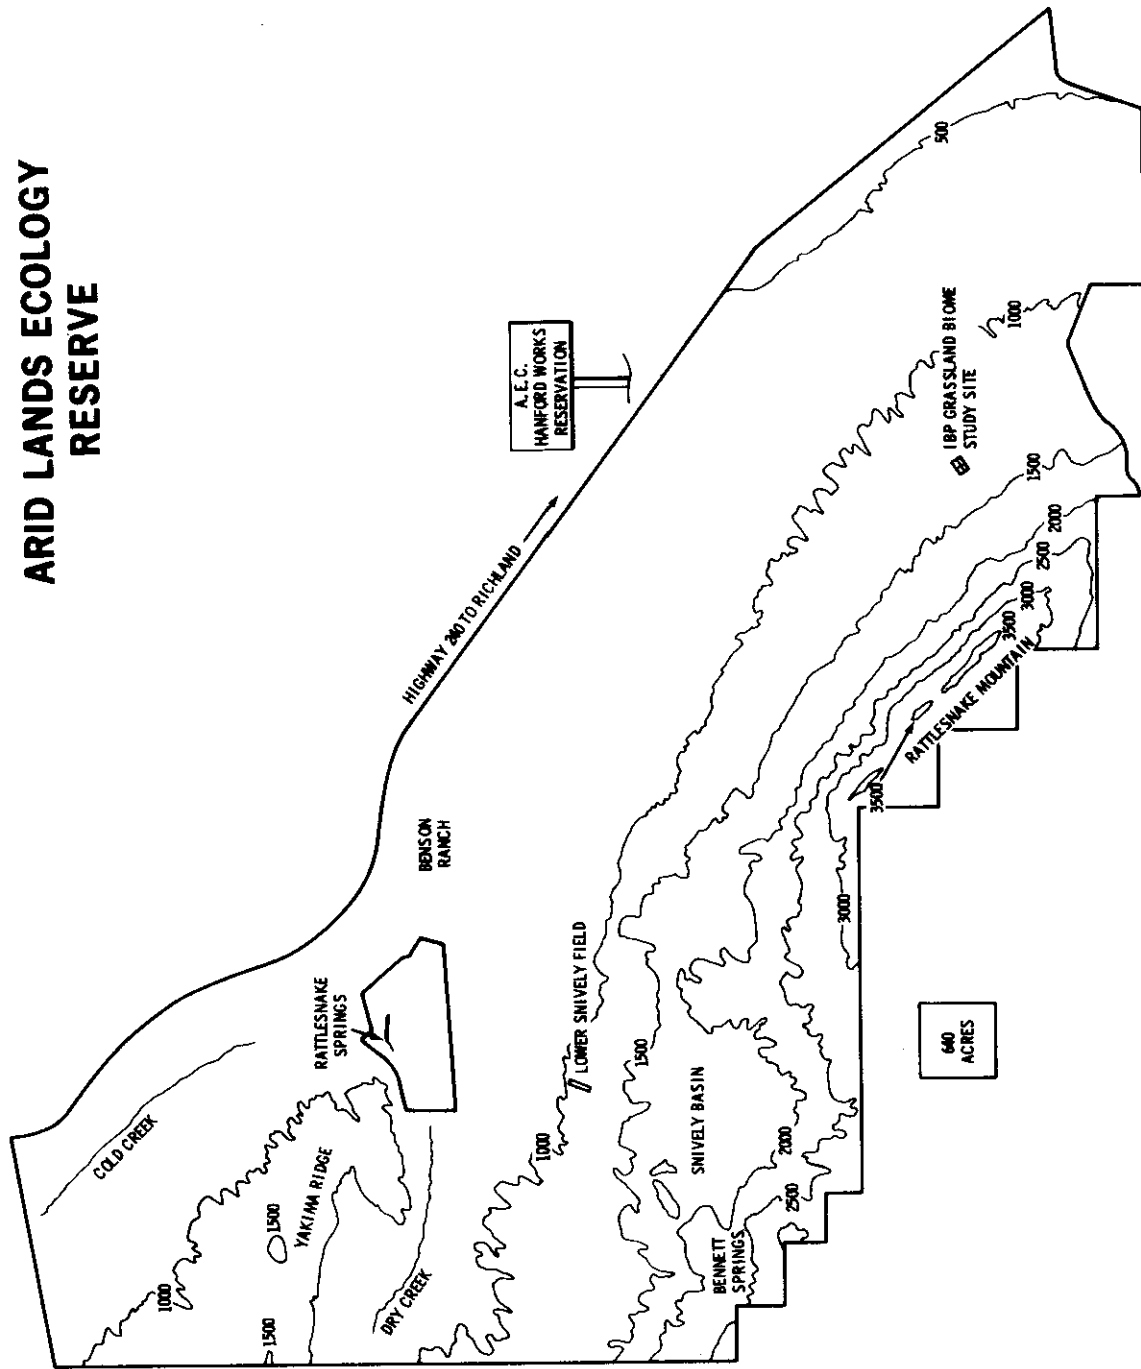 ARID LANDS ECOLOGY
RESERVE
A.E.C.
HANFORD WORKS
RESERVATION
HIGHWAY 240 TO RICHLAND
COLD CREEK
RATTLESNAKE
SPRINGS
BENSON
RANCH
YAKIMA RIDGE
1000
1500
1500
DRY CREEK
1000
LOWER SNIVELY FIELD
1500
SNIVELY BASIN
BENNETT
SPRINGS
2000
2500
3000
3500
RATTLESNAKE MOUNTAIN
3500
3000
2500
2000
1500
IBP GRASSLAND BIOME
STUDY SITE
1000
500
640
ACRES